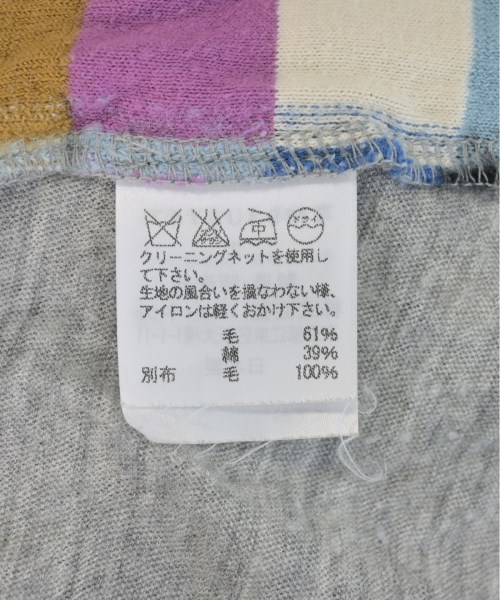 中 ドライ
クリーニングネットを使用し
て下さい。
生地の風合いを損なわない様、
アイロンは軽くおかけ下さい。
毛 61%
綿 39%
別布 毛 100%